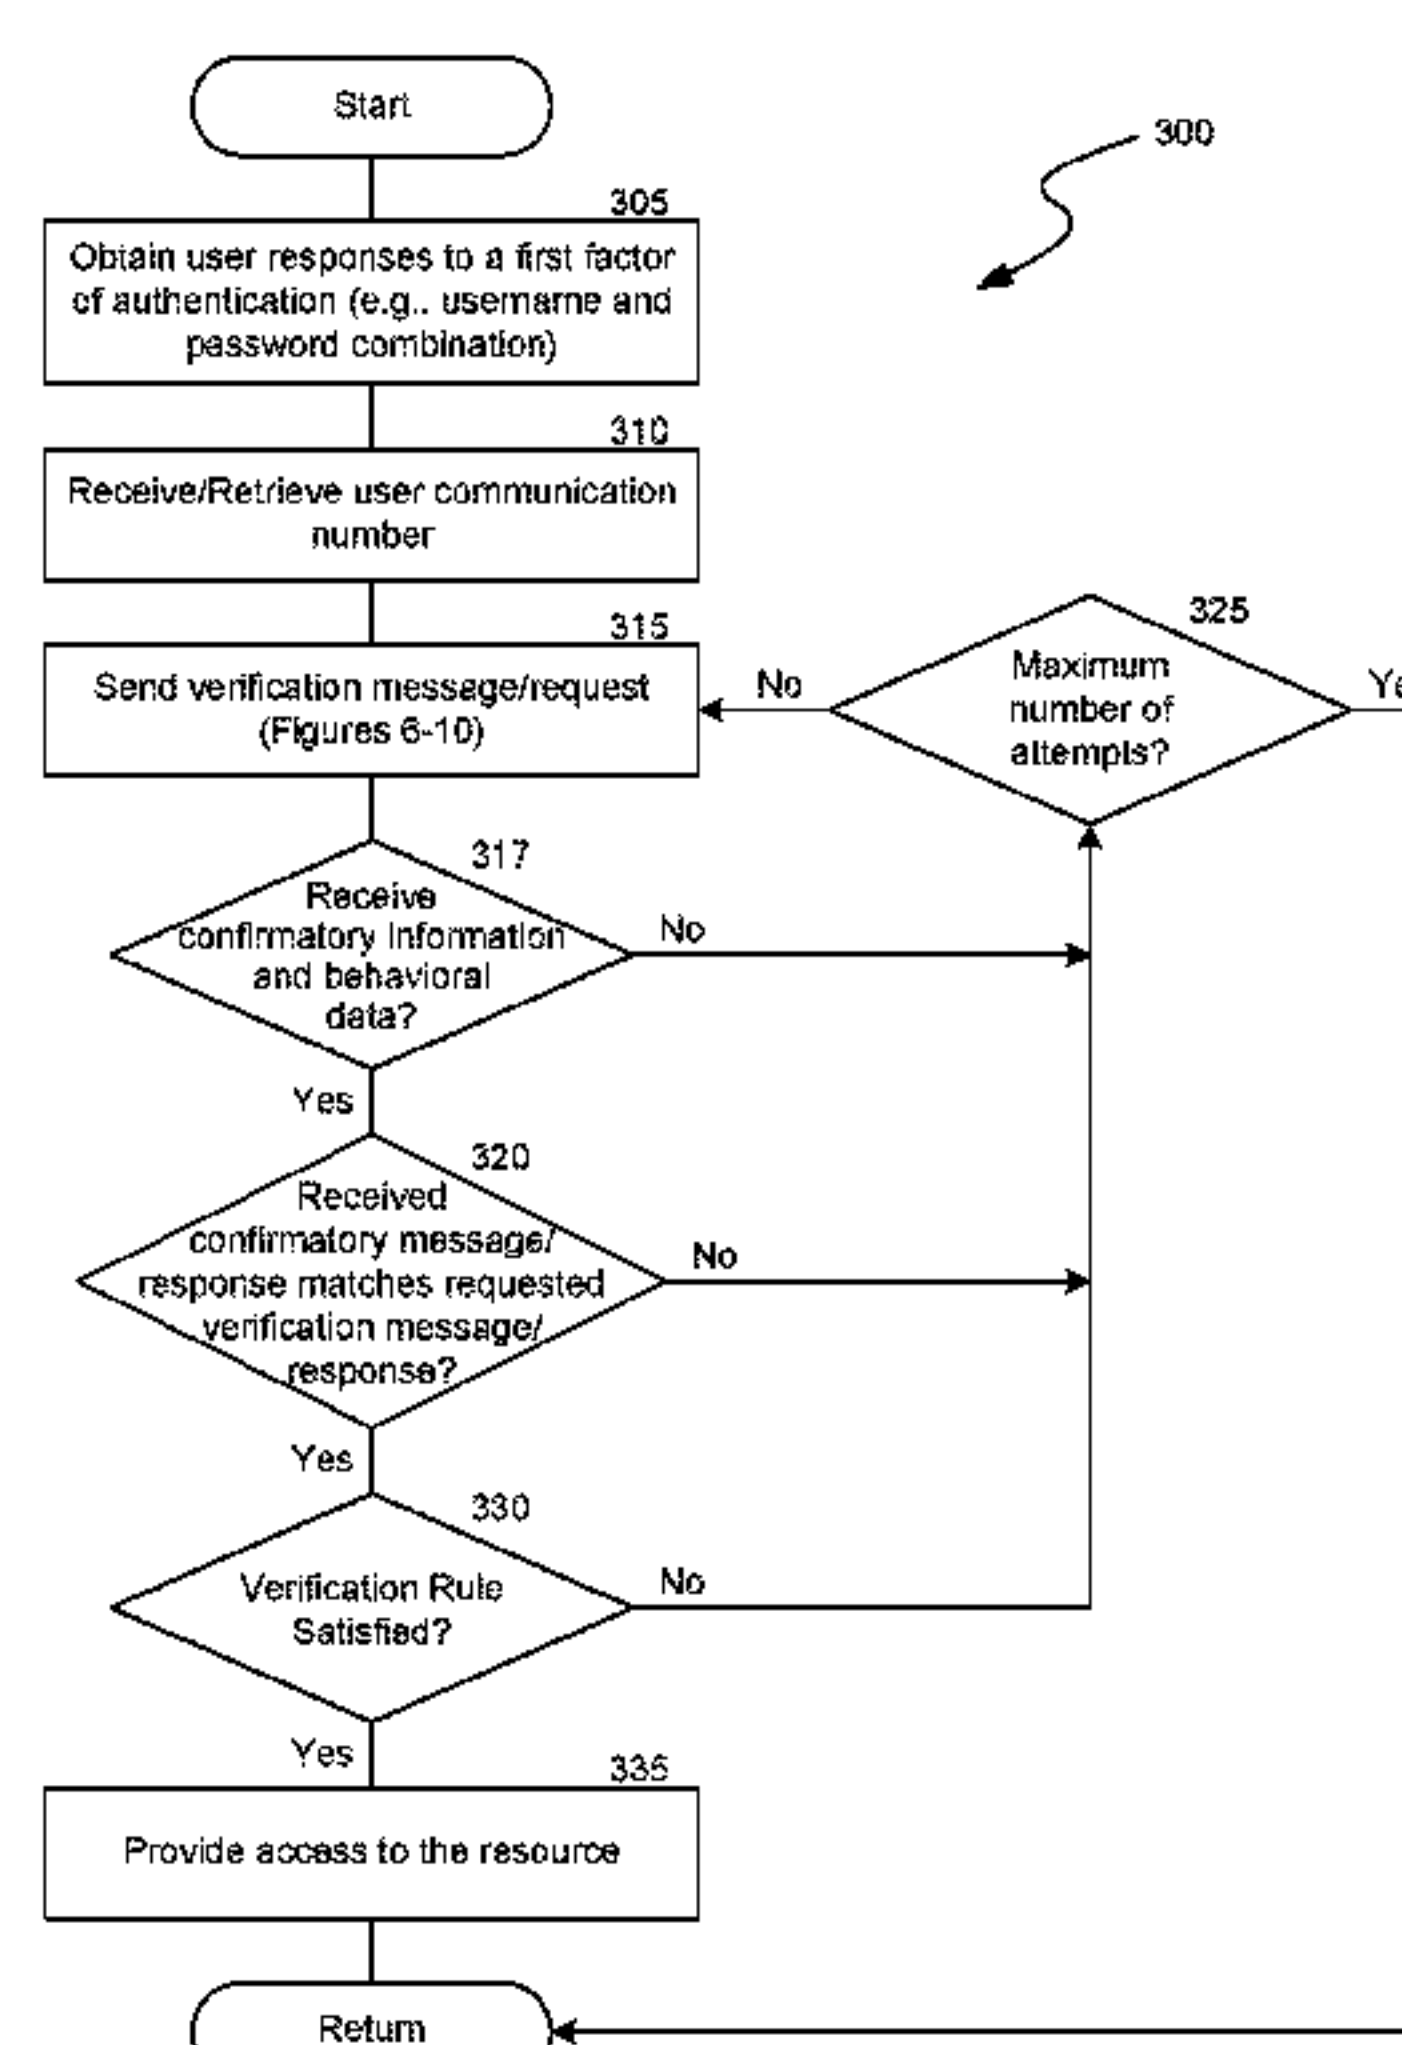 Start
300
305
Obtain user responses to a first factor
of authentication (e.g., username and
password combination)
310
Receive/Retrieve user communication
number
315
Send verification message/request
(Figures 6-10)
325
Maximum
number of
attempts?
No
Ye
317
Receive
confirmatory information
and behavioral
data?
No
Yes
320
Received
confirmatory message/
response matches requested
verification message/
response?
No
Yes
330
Verification Rule
Satisfied?
No
Yes
335
Provide access to the resource
Return